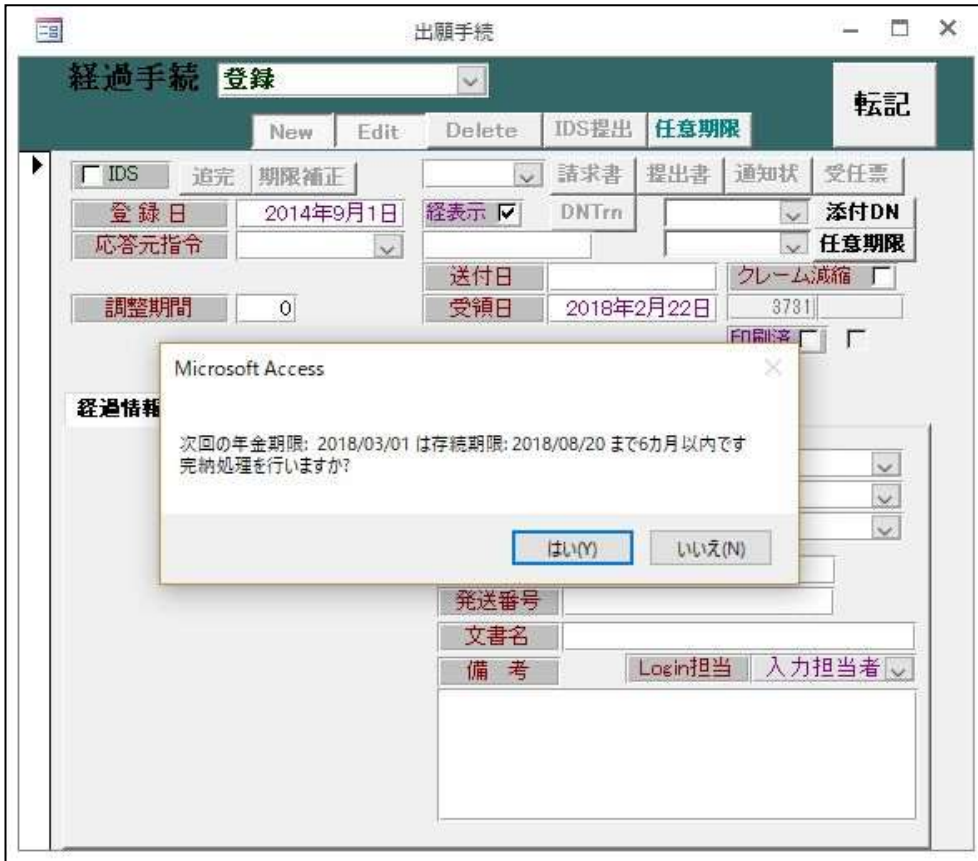 出願手続
経過手続 登録
転記
New Edit Delete IDS提出 任意期限
IDS 追完 期限補正 請求書 提出書 通知状 受任票
登録日 2014年9月1日 経表示 DNTrn 添付DN
応答元指令 任意期限
送付日 クレーム減縮
調整期間 0 受領日 2018年2月22日 3731
印刷済
Microsoft Access
経過情報
次回の年金期限: 2018/03/01 は存続期限: 2018/08/20 まで6カ月以内です
完納処理を行いますか?
はい(Y) いいえ(N)
発送番号
文書名
備考 Login担当 入力担当者